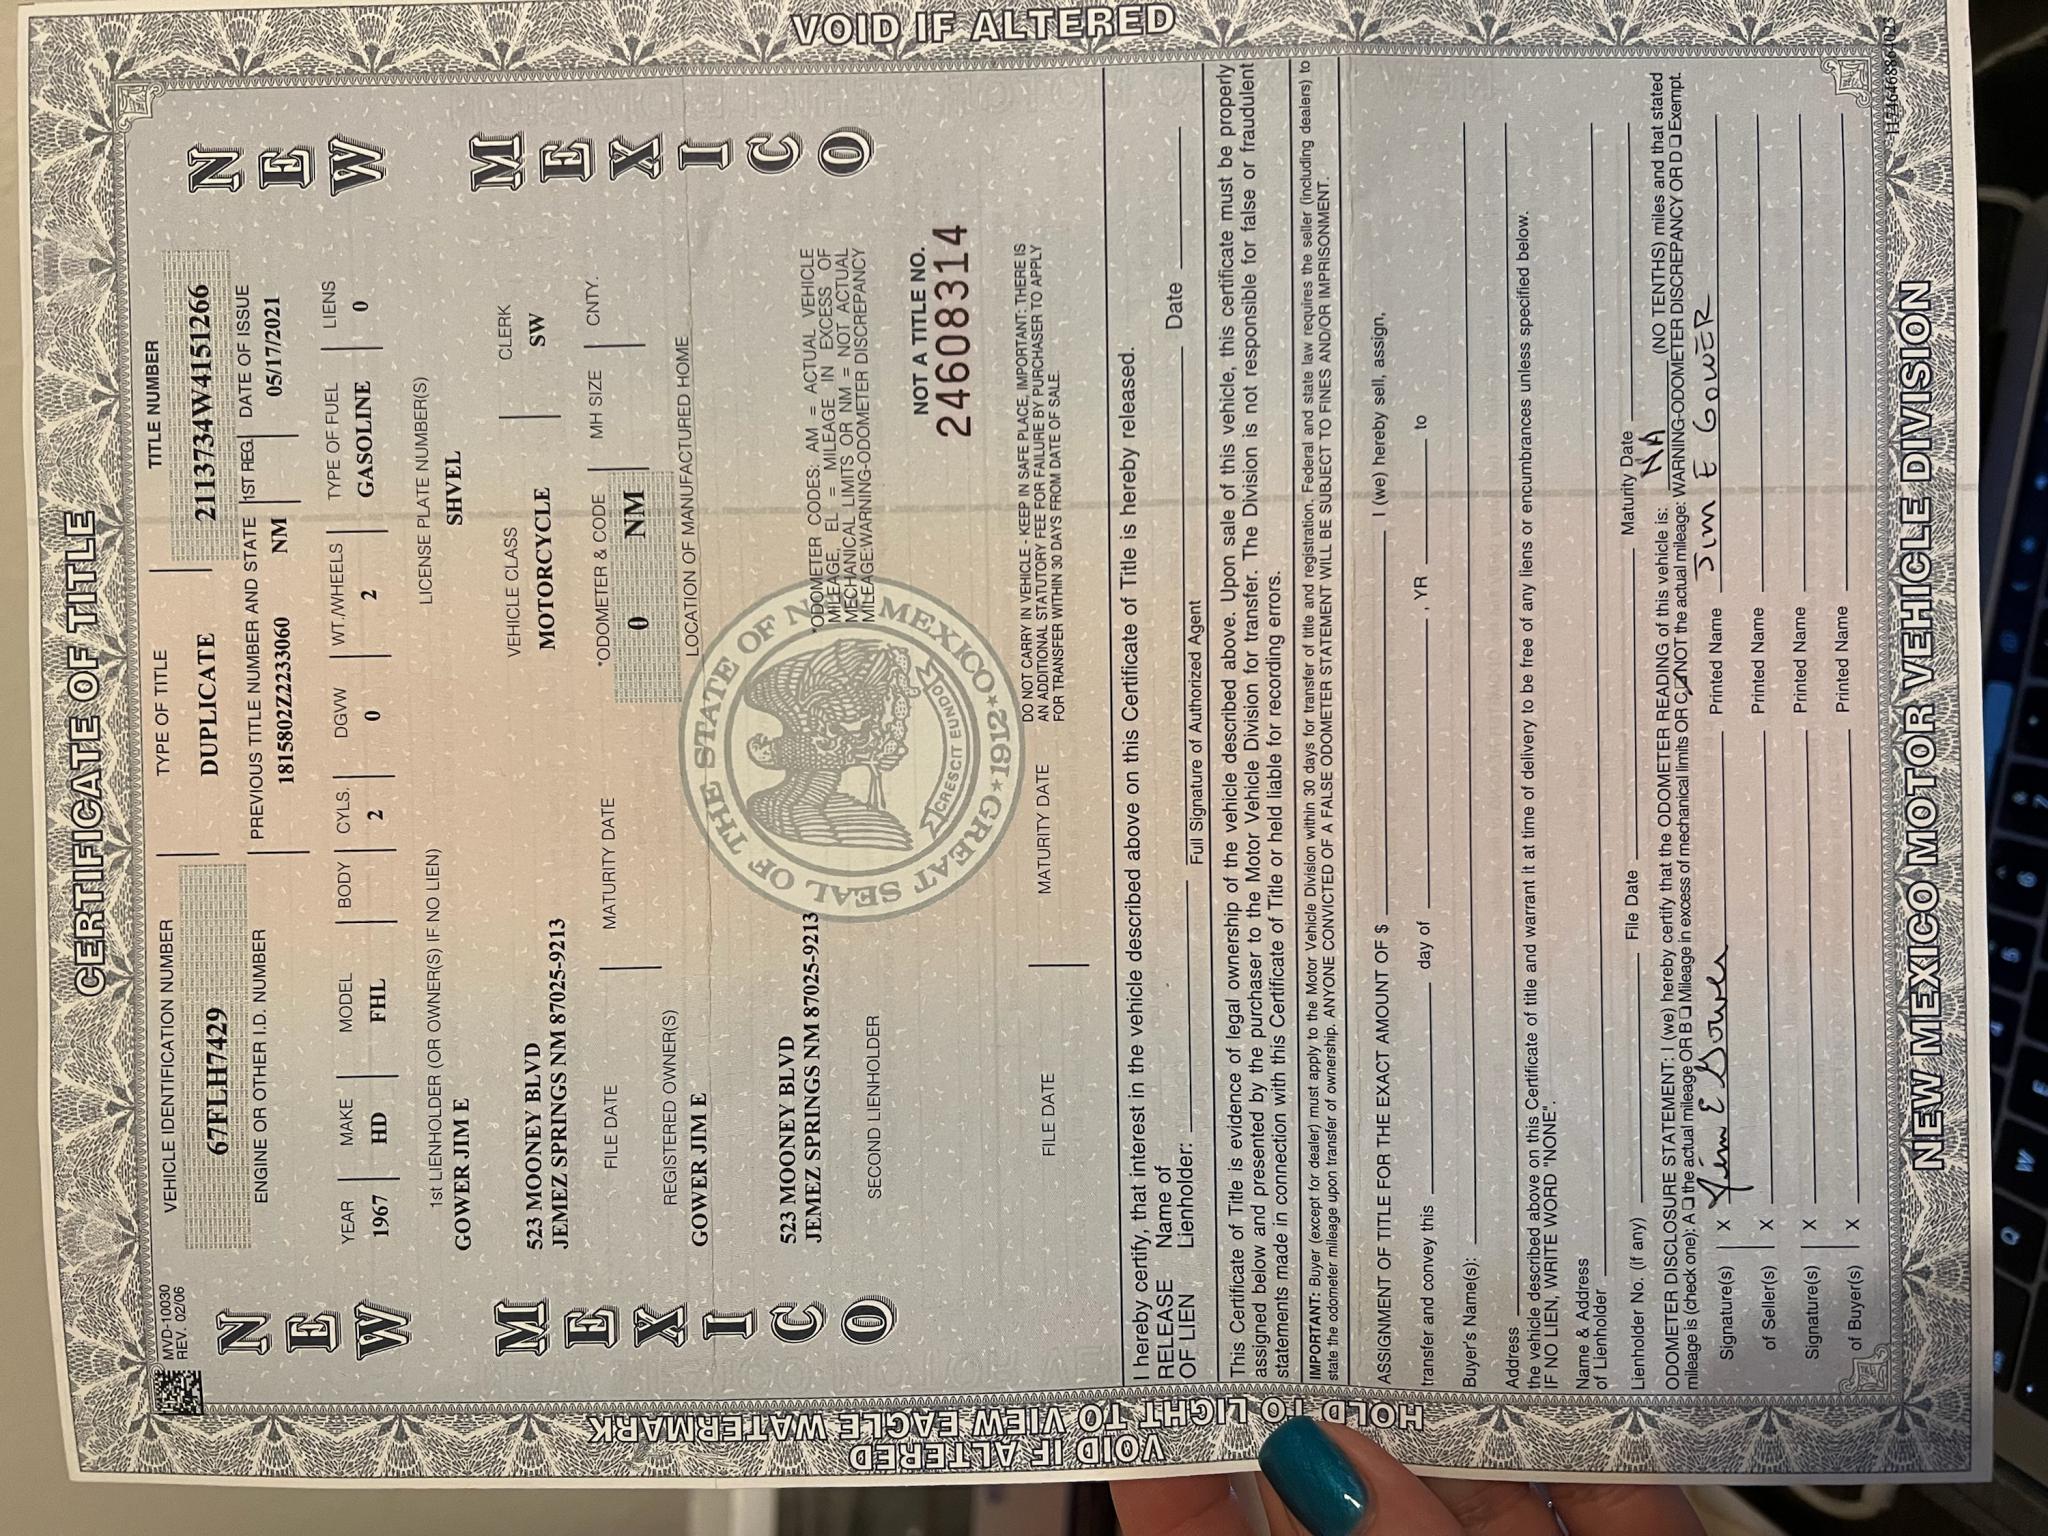 VOID IF ALTERED
CERTIFICATE OF TITLE
MVD-10030
REV. 02/06
NEW MEXICO
NEW MEXICO
VEHICLE IDENTIFICATION NUMBER TYPE OF TITLE TITLE NUMBER
67FLH7429 DUPLICATE 2113734W4151266
ENGINE OR OTHER I.D. NUMBER PREVIOUS TITLE NUMBER AND STATE 1ST REG. DATE OF ISSUE
1815802Z2233060 NM 05/17/2021
YEAR MAKE MODEL BODY CYLS. DGVW WT./WHEELS TYPE OF FUEL LIENS
1967 HD FHL 2 0 2 GASOLINE 0
1st LIENHOLDER (OR OWNER(S) IF NO LIEN) LICENSE PLATE NUMBER(S)
GOWER JIM E SHVEL
VEHICLE CLASS CLERK
523 MOONEY BLVD MOTORCYCLE SW
JEMEZ SPRINGS NM 87025-9213
FILE DATE MATURITY DATE *ODOMETER & CODE MH SIZE CNTY.
0 NM
REGISTERED OWNER(S) LOCATION OF MANUFACTURED HOME
GOWER JIM E
523 MOONEY BLVD
JEMEZ SPRINGS NM 87025-9213
*ODOMETER CODES: AM = ACTUAL VEHICLE
MILEAGE, EL = MILEAGE IN EXCESS OF
MECHANICAL LIMITS OR NM = NOT ACTUAL
MILEAGE:WARNING-ODOMETER DISCREPANCY
SECOND LIENHOLDER
GREAT SEAL OF THE STATE OF NEW MEXICO 1912
CRESCIT EUNDO
NOT A TITLE NO.
24608314
FILE DATE MATURITY DATE
DO NOT CARRY IN VEHICLE - KEEP IN SAFE PLACE, IMPORTANT: THERE IS
AN ADDITIONAL STATUTORY FEE FOR FAILURE BY PURCHASER TO APPLY
FOR TRANSFER WITHIN 30 DAYS FROM DATE OF SALE.
I hereby certify, that interest in the vehicle described above on this Certificate of Title is hereby released.
RELEASE OF LIEN Name of Lienholder: Date
Full Signature of Authorized Agent
This Certificate of Title is evidence of legal ownership of the vehicle described above. Upon sale of this vehicle, this certificate must be properly
assigned below and presented by the purchaser to the Motor Vehicle Division for transfer. The Division is not responsible for false or fraudulent
statements made in connection with this Certificate of Title or held liable for recording errors.
IMPORTANT: Buyer (except for dealer) must apply to the Motor Vehicle Division within 30 days for transfer of title and registration. Federal and state law requires the seller (including dealers) to
state the odometer mileage upon transfer of ownership. ANYONE CONVICTED OF A FALSE ODOMETER STATEMENT WILL BE SUBJECT TO FINES AND/OR IMPRISONMENT.
ASSIGNMENT OF TITLE FOR THE EXACT AMOUNT OF $ I (we) hereby sell, assign,
transfer and convey this day of , YR to
Buyer's Name(s):
Address
the vehicle described above on this Certificate of title and warrant it at time of delivery to be free of any liens or encumbrances unless specified below.
IF NO LIEN, WRITE WORD "NONE".
Name & Address
of Lienholder
Lienholder No. (if any) File Date Maturity Date
ODOMETER DISCLOSURE STATEMENT: I (we) hereby certify that the ODOMETER READING of this vehicle is: NA (NO TENTHS) miles and that stated
mileage is (check one): A ☐ the actual mileage OR B ☐ Mileage in excess of mechanical limits OR C ☑ NOT the actual mileage: WARNING-ODOMETER DISCREPANCY OR D ☐ Exempt.
Signature(s) X Jim E Gower Printed Name Jim E GOWER
of Seller(s) X Printed Name
Signature(s) X Printed Name
of Buyer(s) X Printed Name
NEW MEXICO MOTOR VEHICLE DIVISION
VOID IF ALTERED
HOLD TO LIGHT TO VIEW EAGLE WATERMARK